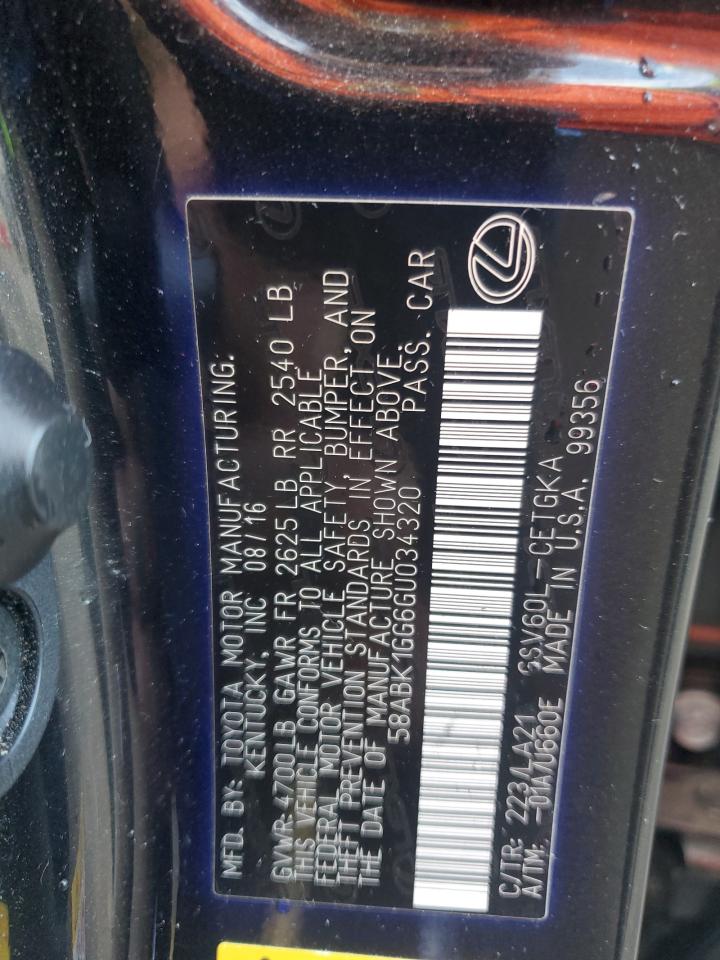 MFD. BY: TOYOTA MOTOR MANUFACTURING.
KENTUCKY, INC 08/16
GVWR 4700LB GAWR FR 2625 LB RR 2540 LB
THIS VEHICLE CONFORMS TO ALL APPLICABLE
FEDERAL MOTOR VEHICLE SAFETY, BUMPER, AND
THEFT PREVENTION STANDARDS IN EFFECT ON
THE DATE OF MANUFACTURE SHOWN ABOVE.
58ABK1GG6GU034320 PASS. CAR
C/TR: 223/LA21 GSV60L-CETGKA
A/TM: -01A/U660E MADE IN U.S.A. 99356